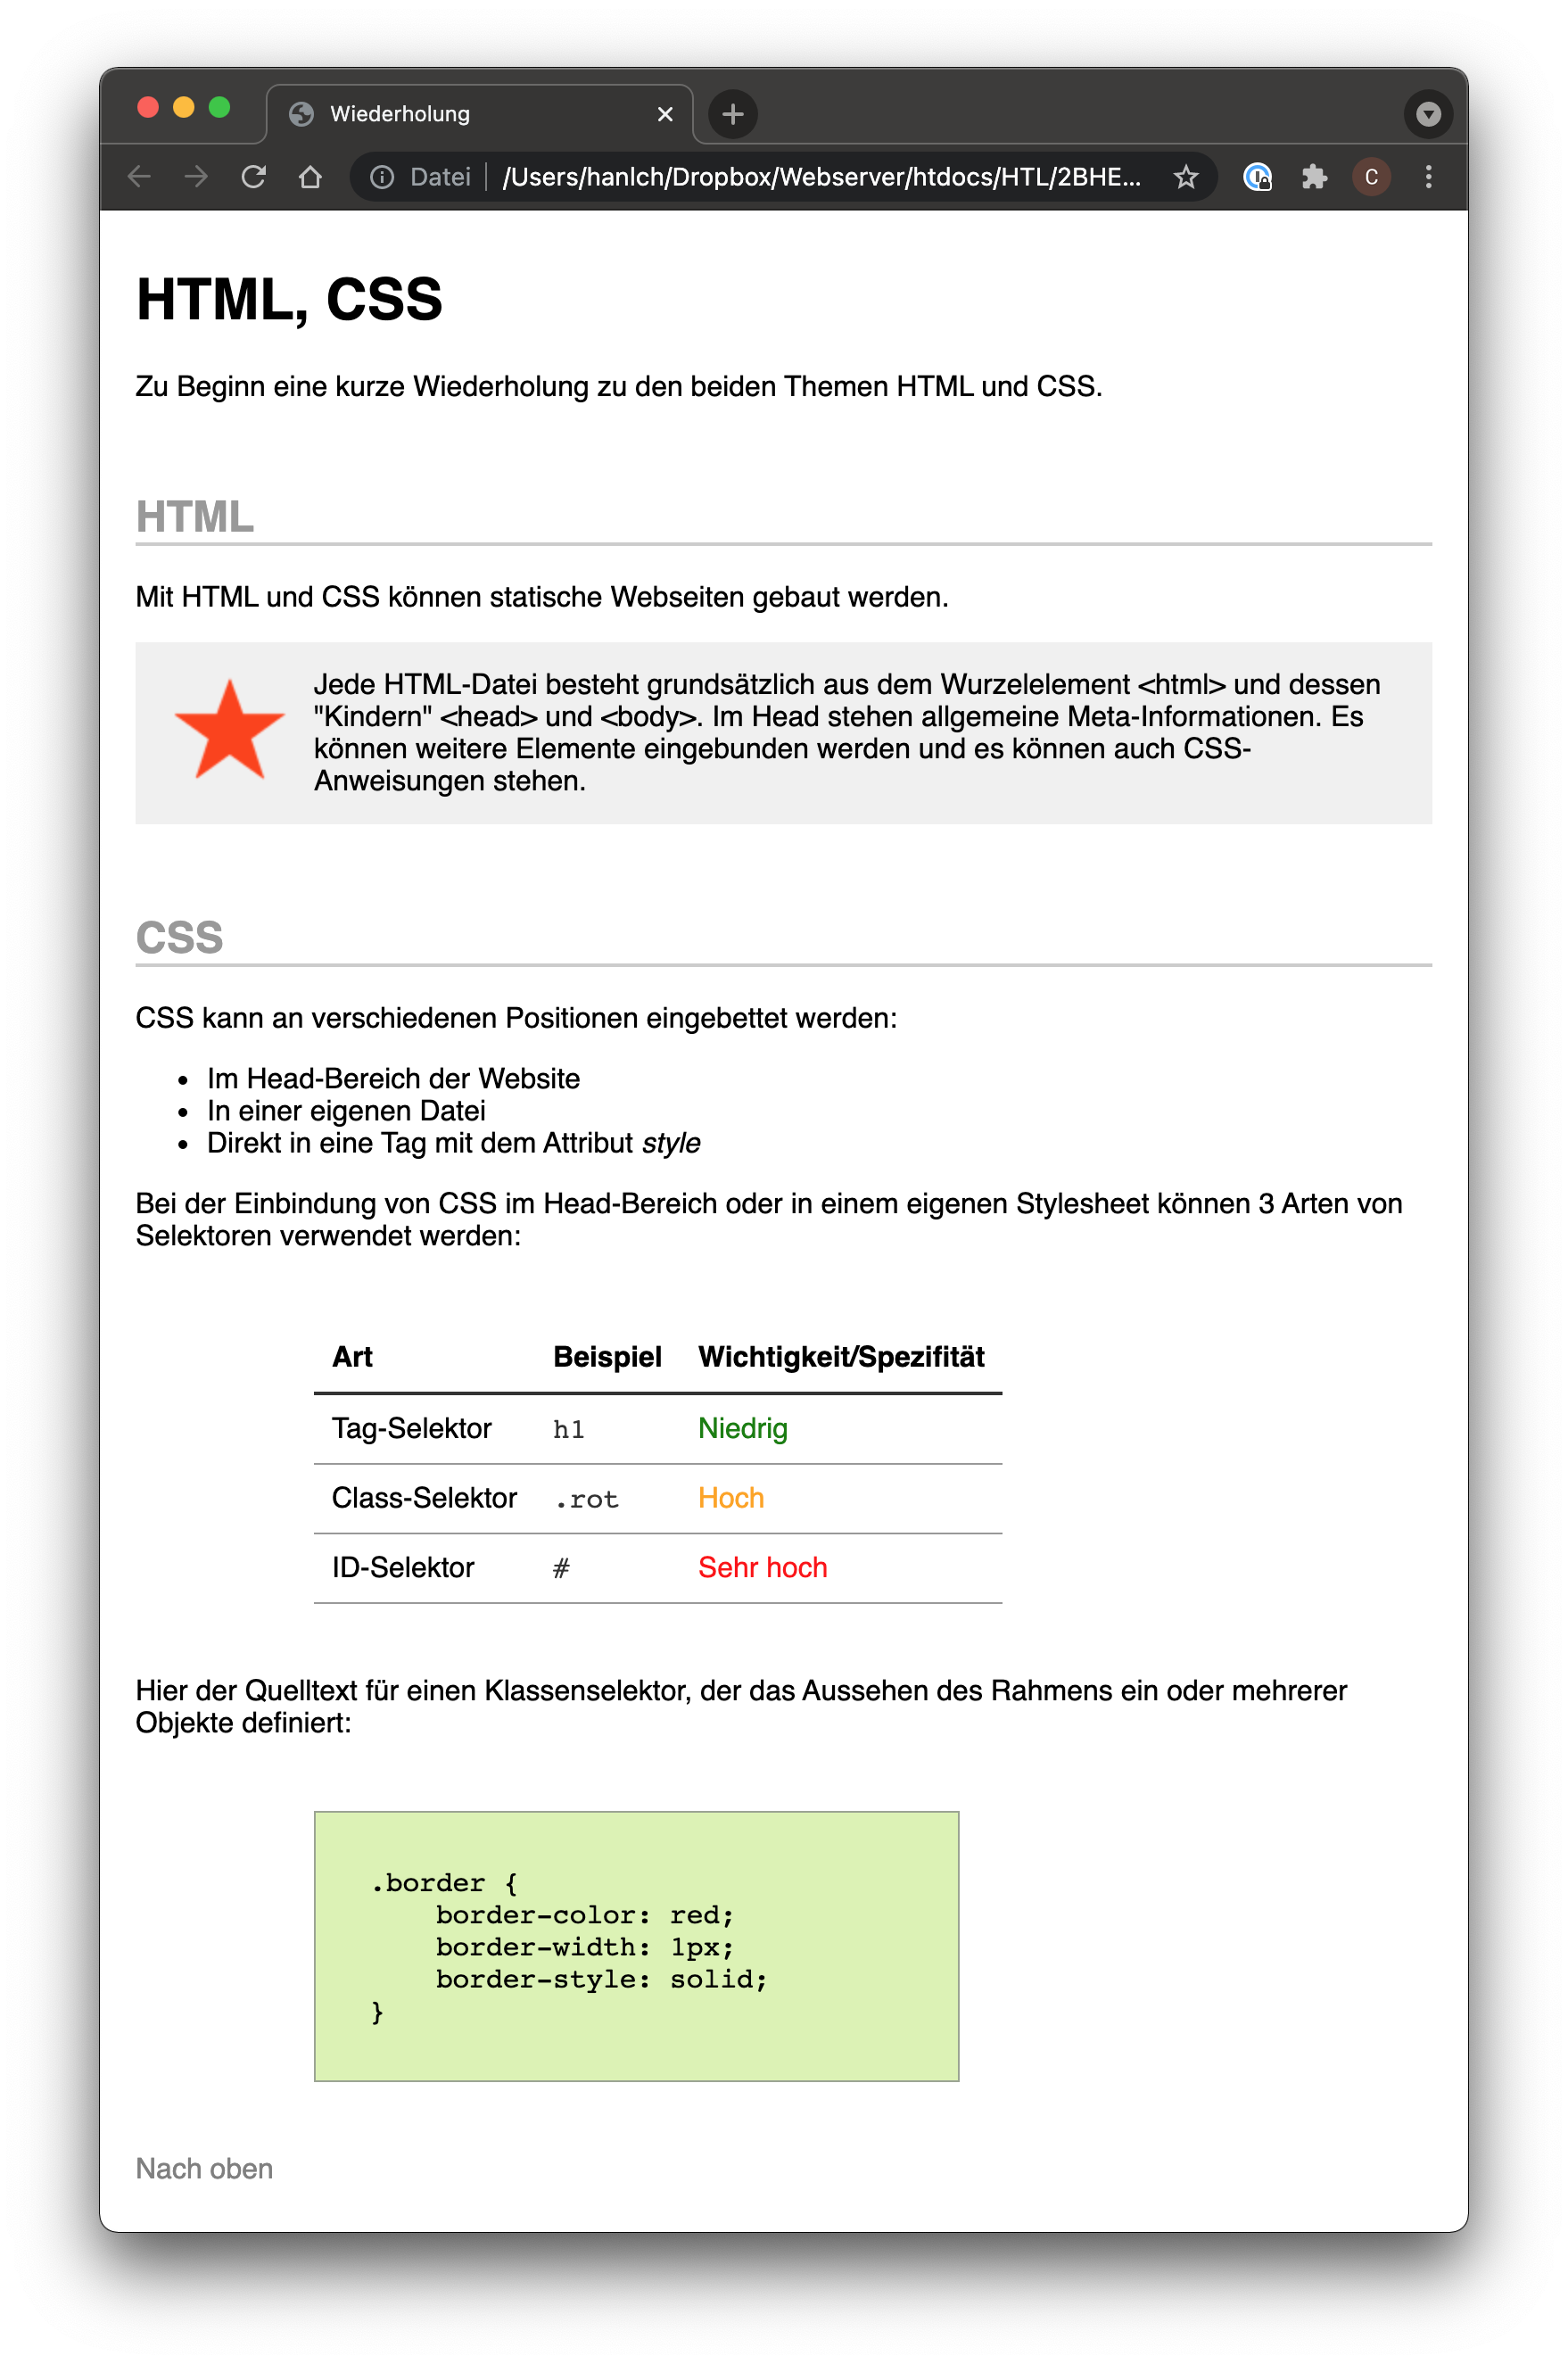 Wiederholung
Datei
/Users/hanlch/Dropbox/Webserver/htdocs/HTL/2BHE...
C
HTML, CSS
Zu Beginn eine kurze Wiederholung zu den beiden Themen HTML und CSS.
HTML
Mit HTML und CSS können statische Webseiten gebaut werden.
Jede HTML-Datei besteht grundsätzlich aus dem Wurzelelement <html> und dessen
"Kindern" <head> und <body>. Im Head stehen allgemeine Meta-Informationen. Es
können weitere Elemente eingebunden werden und es können auch CSS-
Anweisungen stehen.
CSS
CSS kann an verschiedenen Positionen eingebettet werden:
• Im Head-Bereich der Website
• In einer eigenen Datei
• Direkt in eine Tag mit dem Attribut style
Bei der Einbindung von CSS im Head-Bereich oder in einem eigenen Stylesheet können 3 Arten von
Selektoren verwendet werden:
Art Beispiel Wichtigkeit/Spezifität
Tag-Selektor h1 Niedrig
Class-Selektor .rot Hoch
ID-Selektor # Sehr hoch
Hier der Quelltext für einen Klassenselektor, der das Aussehen des Rahmens ein oder mehrerer
Objekte definiert:
.border {
    border-color: red;
    border-width: 1px;
    border-style: solid;
}
Nach oben